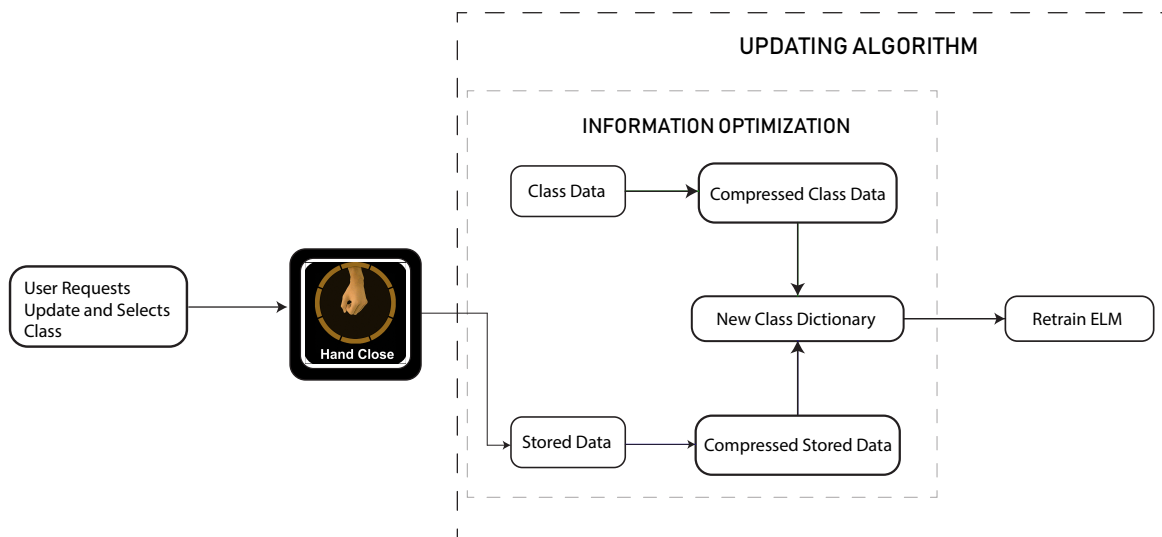 UPDATING ALGORITHM
INFORMATION OPTIMIZATION
Class Data
Compressed Class Data
User Requests
Update and Selects
Class
Hand Close
New Class Dictionary
Retrain ELM
Stored Data
Compressed Stored Data